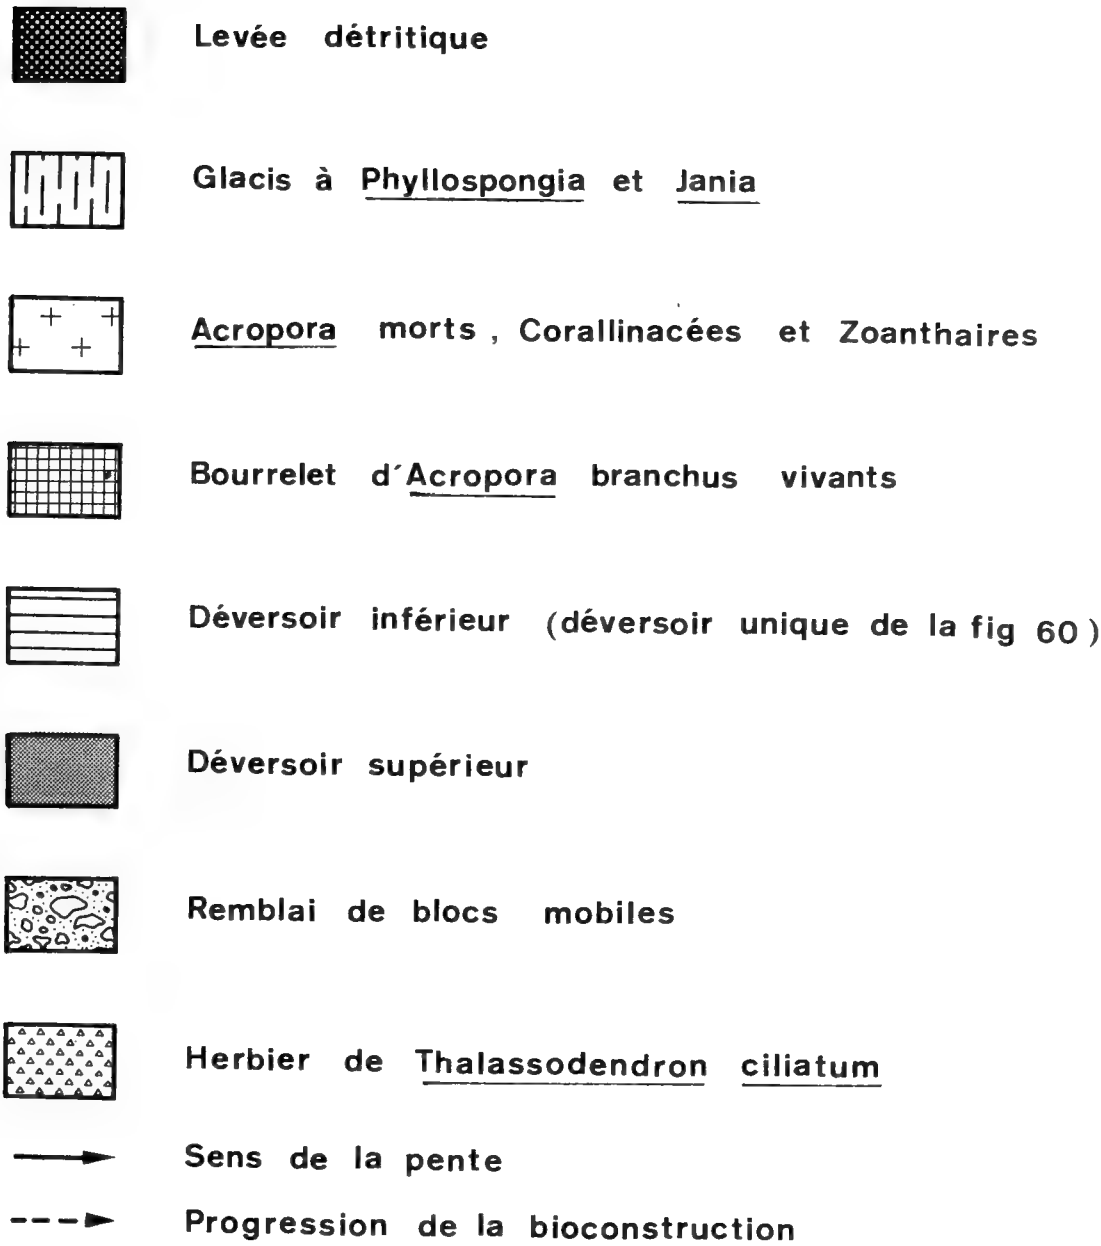 Levée détritique
Glacis à Phyllospongia et Jania
Acropora morts, Corallinacées et Zoanthaires
Bourrelet d'Acropora branchus vivants
Déversoir inférieur (déversoir unique de la fig 60)
Déversoir supérieur
Remblai de blocs mobiles
Herbier de Thalassodendron ciliatum
Sens de la pente
Progression de la bioconstruction